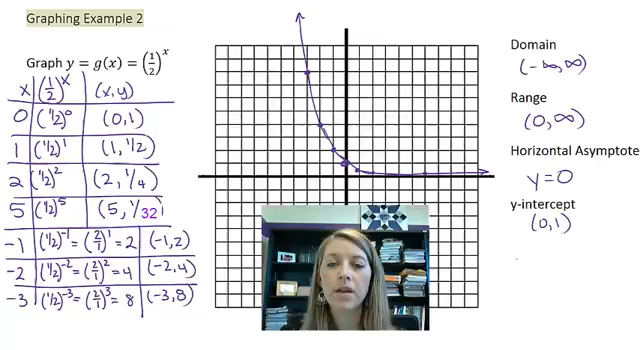 Graphing Example 2
Graph y = g(x) = (1/2)^x
x (1/2)^x (x,y)
0 (1/2)^0 (0,1)
1 (1/2)^1 (1,1/2)
2 (1/2)^2 (2,1/4)
5 (1/2)^5 (5,1/32)
-1 (1/2)^-1 = (2/1)^1 = 2 (-1,2)
-2 (1/2)^-2 = (2/1)^2 = 4 (-2,4)
-3 (1/2)^-3 = (2/1)^3 = 8 (-3,8)
Domain
(-∞,∞)
Range
(0,∞)
Horizontal Asymptote
y=0
y-intercept
(0,1)